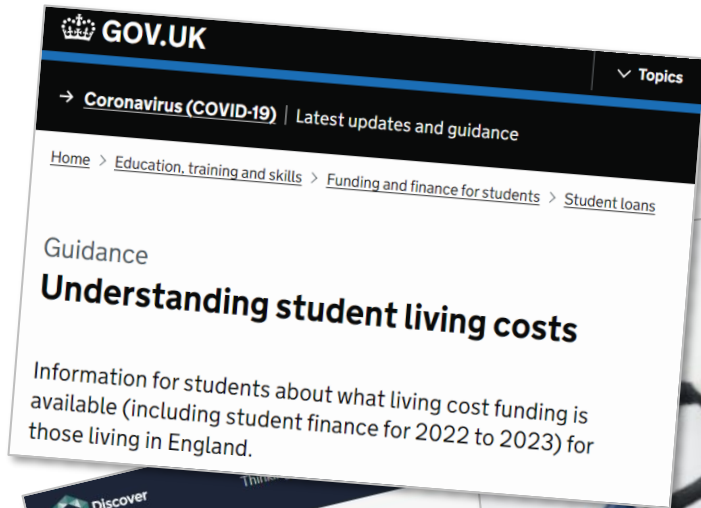 GOV.UK
Topics
→ Coronavirus (COVID-19) | Latest updates and guidance
Home > Education, training and skills > Funding and finance for students > Student loans
Guidance
Understanding student living costs
Information for students about what living cost funding is
available (including student finance for 2022 to 2023) for
those living in England.
Discover